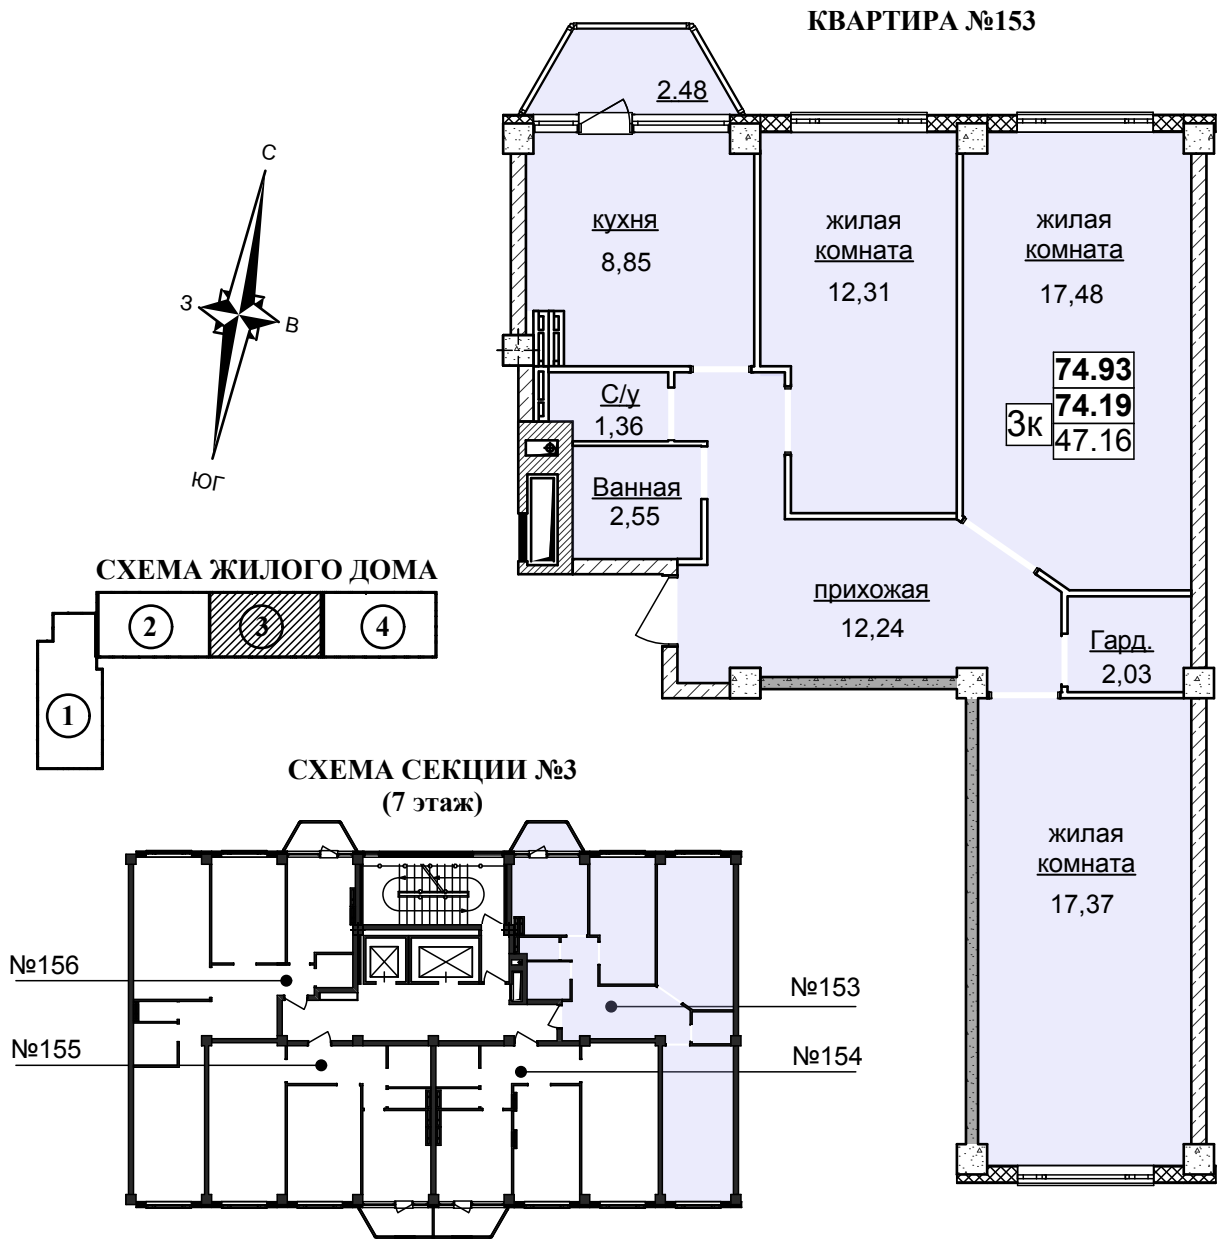 КВАРТИРА №153
2.48
кухня
8,85
жилая
комната
12,31
жилая
комната
17,48
74.93
3к
74.19
47.16
С/у
1,36
Ванная
2,55
прихожая
12,24
Гард.
2,03
жилая
комната
17,37
С
З
В
ЮГ
СХЕМА ЖИЛОГО ДОМА
2
3
4
1
СХЕМА СЕКЦИИ №3
(7 этаж)
№156
№153
№155
№154